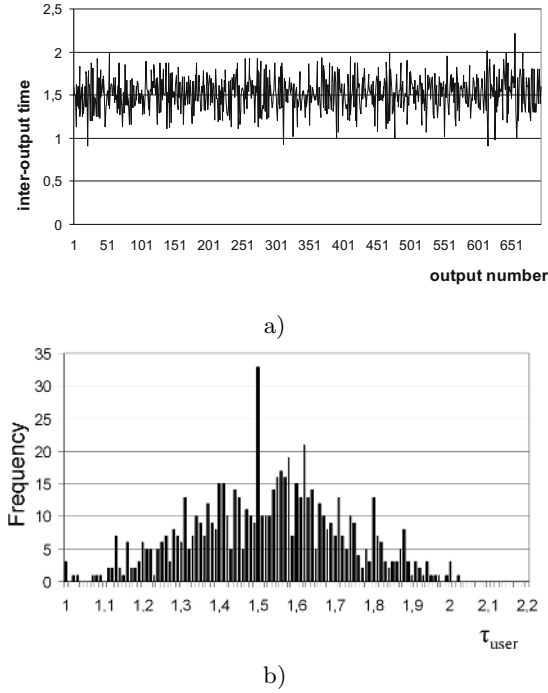 2,5
2
1,5
1
0,5
0
inter-output time
1 51 101 151 201 251 301 351 401 451 501 551 601 651
output number
a)
35
30
25
20
15
10
5
0
Frequency
1 1,1 1,2 1,3 1,4 1,5 1,6 1,7 1,8 1,9 2 2,1 2,2
τuser
b)